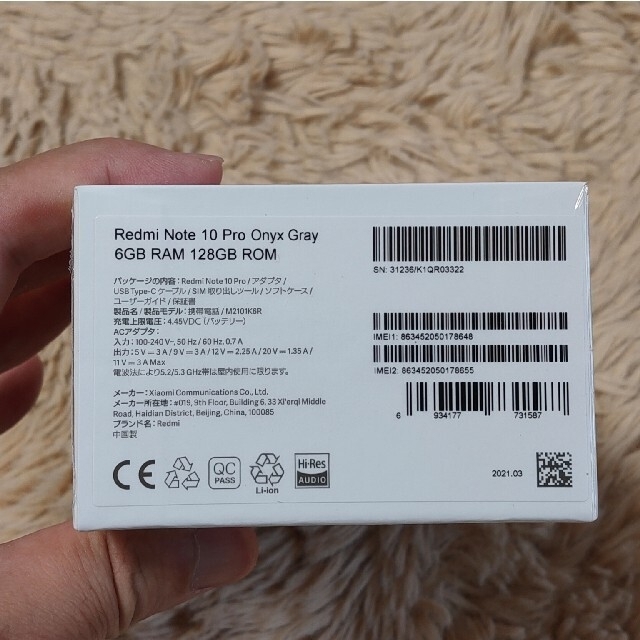 Redmi Note 10 Pro Onyx Gray
6GB RAM 128GB ROM
パッケージの内容: Redmi Note 10 Pro / アダプタ /
USB Type-C ケーブル / SIM 取り出しツール / ソフトケース /
ユーザーガイド / 保証書
製品名 / 製品モデル: 携帯電話 / M2101K6R
充電上限電圧: 4.45VDC (バッテリー)
ACアダプタ:
入力: 100-240 V~, 50 Hz / 60 Hz, 0.7 A
出力: 5 V ⎓ 3 A / 9 V ⎓ 3 A / 12 V ⎓ 2.25 A / 20 V ⎓ 1.35 A /
11 V ⎓ 3 A Max
電波法により5.2/5.3 GHz帯は屋内使用に限ります。
メーカー: Xiaomi Communications Co., Ltd.
メーカー所在地: #019, 9th Floor, Building 6, 33 Xi'erqi Middle
Road, Haidian District, Beijing, China, 100085
ブランド名: Redmi
中国製
SN: 31236/K1QR03322
IMEI1: 863452050178648
IMEI2: 863452050178655
6 934177 731587
CE
QC
PASS
Li-ion
Hi-Res
AUDIO
2021.03